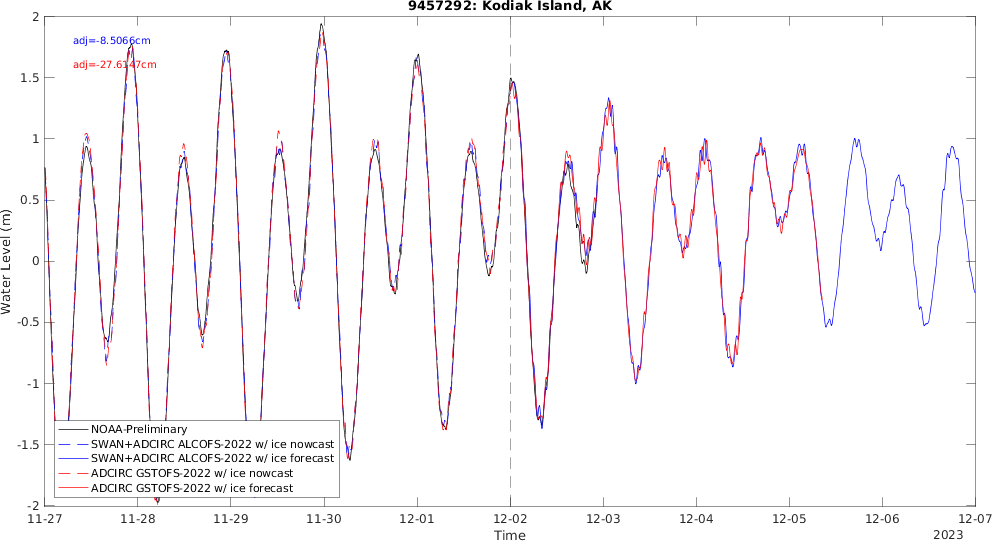 9457292: Kodiak Island, AK
adj=-8.5066cm
adj=-27.6147cm
Water Level (m)
2
1.5
1
0.5
0
-0.5
-1
-1.5
-2
NOAA-Preliminary
SWAN+ADCIRC ALCOFS-2022 w/ ice nowcast
SWAN+ADCIRC ALCOFS-2022 w/ ice forecast
ADCIRC GSTOFS-2022 w/ ice nowcast
ADCIRC GSTOFS-2022 w/ ice forecast
11-27 11-28 11-29 11-30 12-01 12-02 12-03 12-04 12-05 12-06 12-07
Time
2023